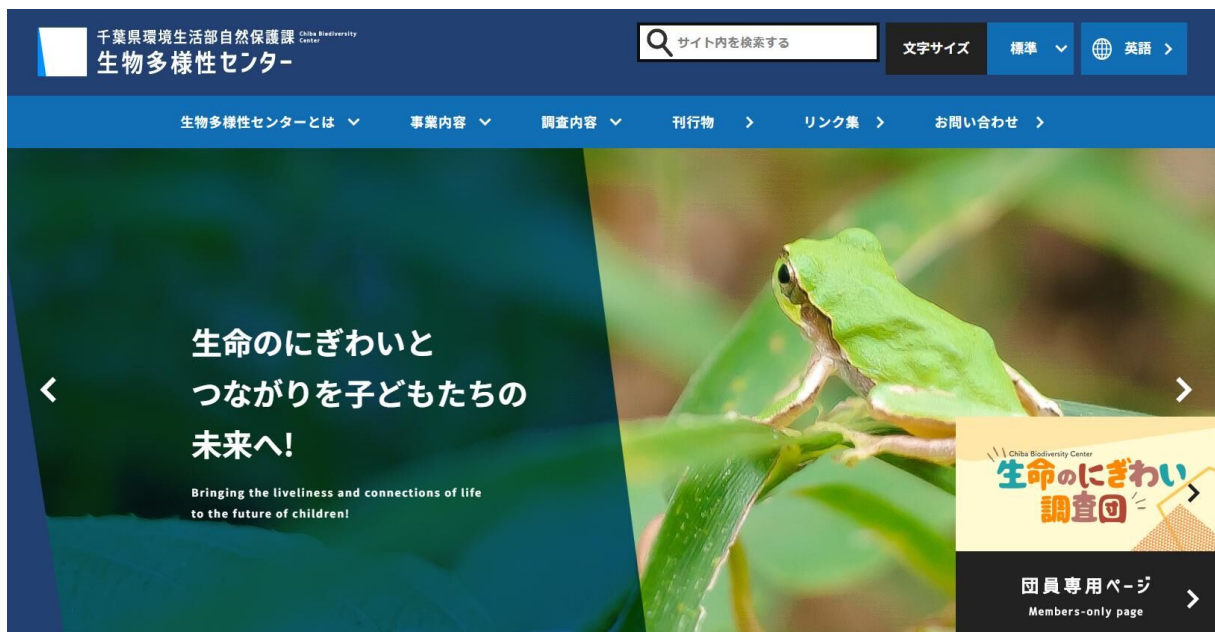 千葉県環境生活部自然保護課 Chiba Biodiversity Center
生物多様性センター
サイト内を検索する
文字サイズ
標準
英語
生物多様性センターとは
事業内容
調査内容
刊行物
リンク集
お問い合わせ
生命のにぎわいと
つながりを子どもたちの
未来へ!
Bringing the liveliness and connections of life
to the future of children!
Chiba Biodiversity Center
生命のにぎわい
調査団
団員専用ページ
Members-only page